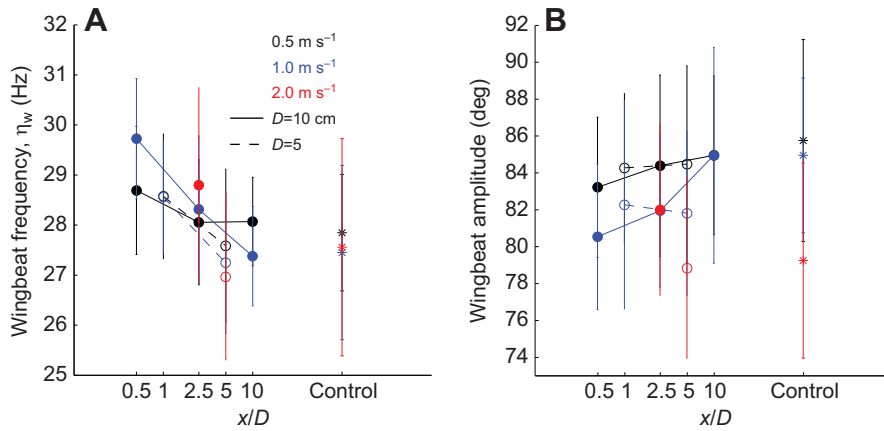 A
32
31
30
29
28
27
26
25
Wingbeat frequency, ηw (Hz)
0.5 m s–1
1.0 m s–1
2.0 m s–1
D=10 cm
D=5
0.5 1 2.5 5 10 Control
x/D
B
92
90
88
86
84
82
80
78
76
74
Wingbeat amplitude (deg)
0.5 1 2.5 5 10 Control
x/D